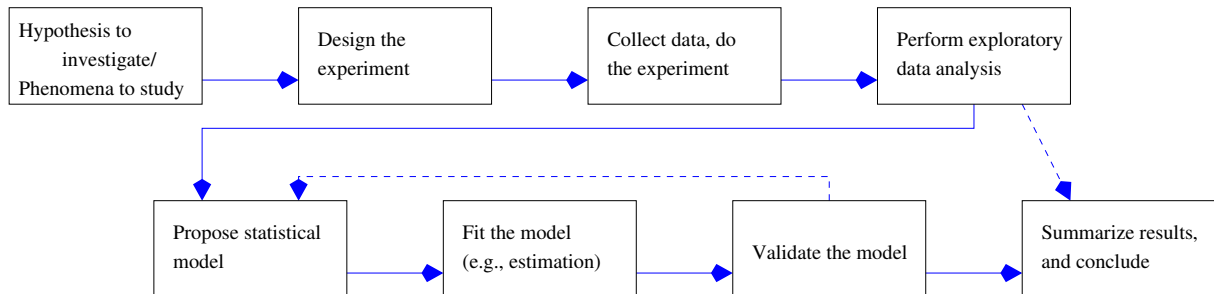 Hypothesis to
investigate/
Phenomena to study
Design the
experiment
Collect data, do
the experiment
Perform exploratory
data analysis
Propose statistical
model
Fit the model
(e.g., estimation)
Validate the model
Summarize results,
and conclude